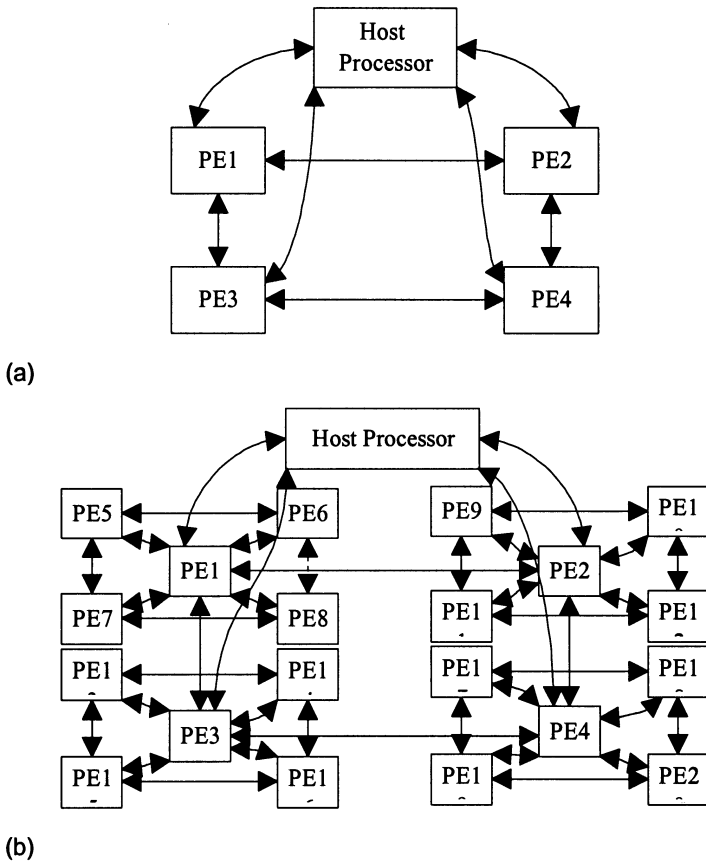 Host
Processor
PE1
PE2
PE3
PE4
(a)
Host Processor
PE5
PE6
PE9
PE1
PE1
PE2
PE7
PE8
PE1
PE1
PE1
PE1
PE1
PE1
PE3
PE4
PE1
PE1
PE1
PE2
(b)